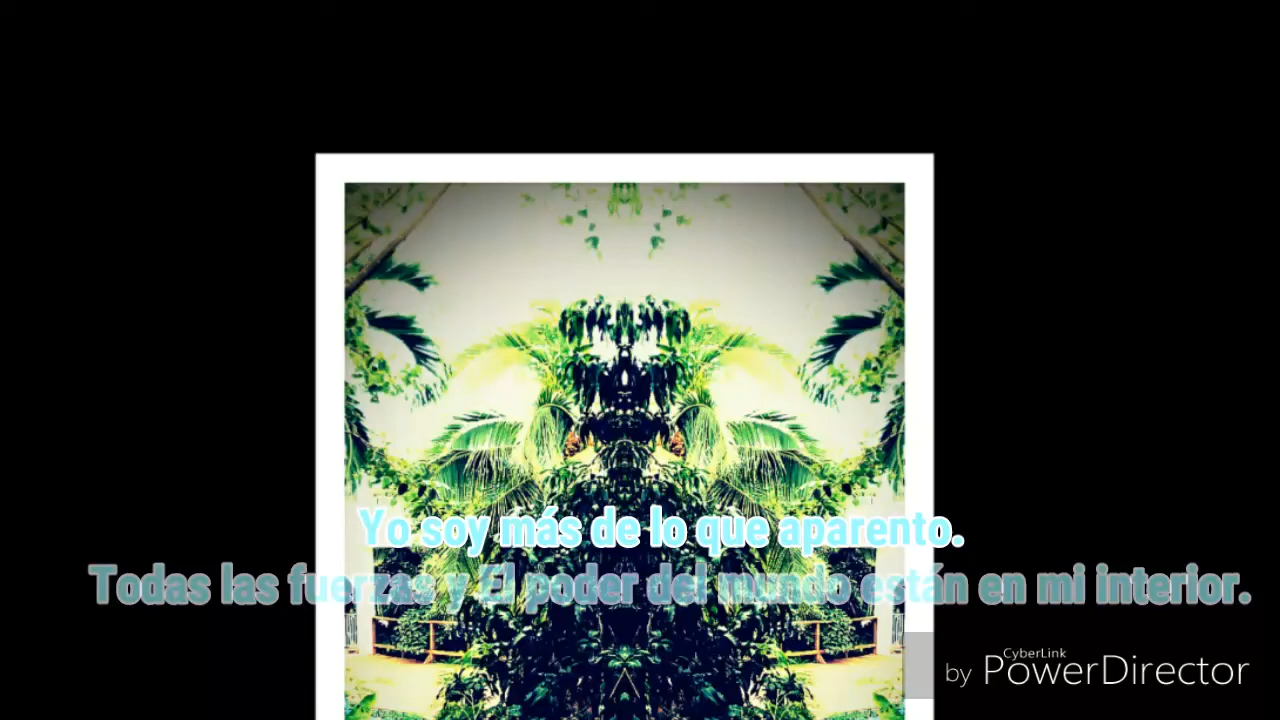 Yo soy más de lo que aparento.
Todas las fuerzas y El poder del mundo están en mi interior.
CyberLink
by PowerDirector